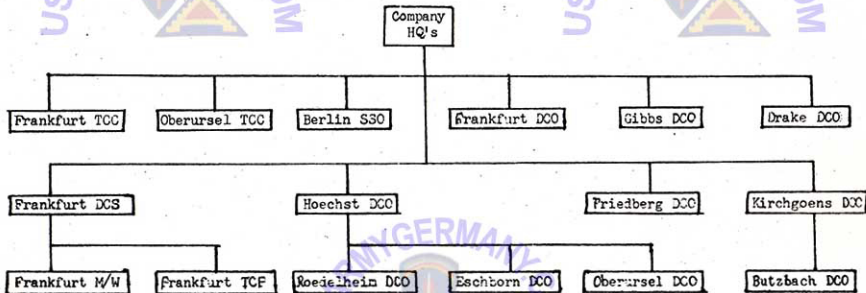 Company
HQ's
Frankfurt TCC
Oberursel TCC
Berlin SSO
Frankfurt DCO
Gibbs DCO
Drake DCO
Frankfurt DCS
Hoechst DCO
Friedberg DCO
Kirchgoens DCO
Frankfurt M/W
Frankfurt TCF
Roedelheim DCO
Eschborn DCO
Oberursel DCO
Butzbach DCO